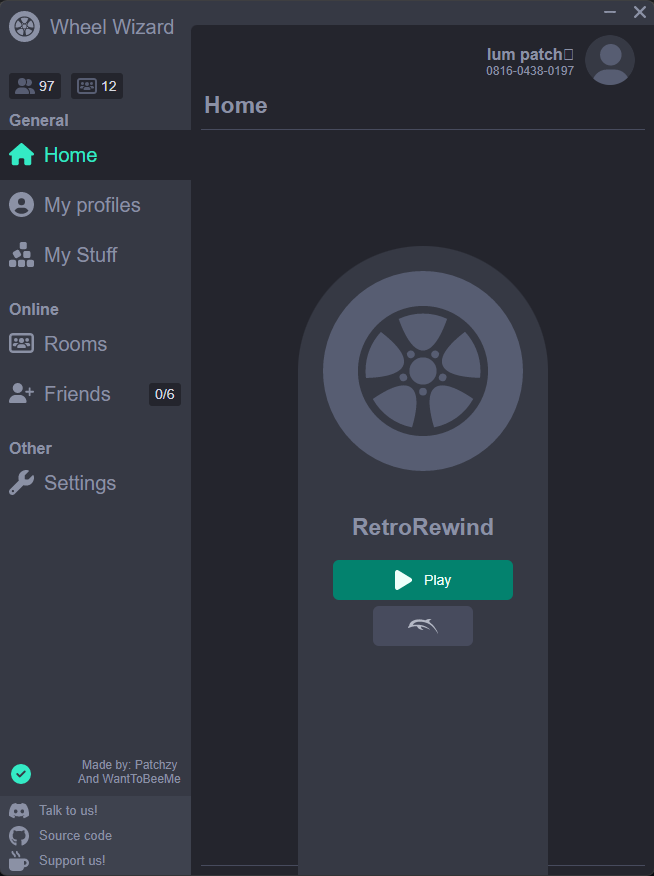 Wheel Wizard
97
12
General
Home
My profiles
My Stuff
Online
Rooms
Friends
0/6
Other
Settings
Made by: Patchzy
And WantToBeeMe
Talk to us!
Source code
Support us!
lum patch
0816-0438-0197
Home
RetroRewind
Play